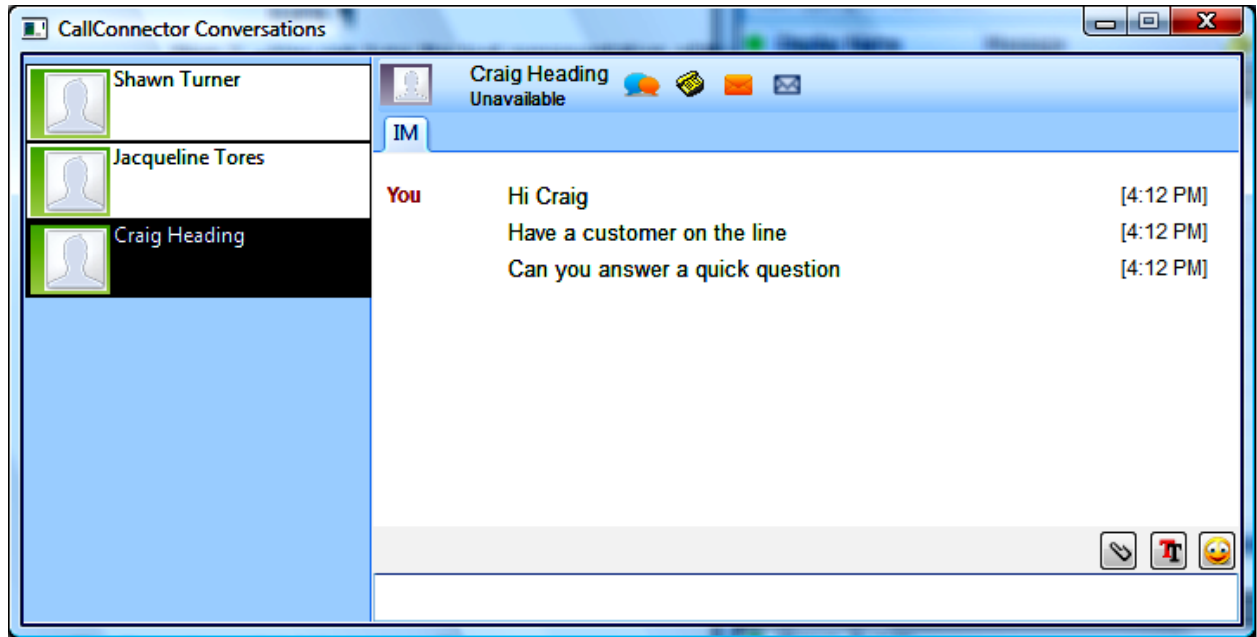 CallConnector Conversations
Shawn Turner
Jacqueline Tores
Craig Heading
Craig Heading
Unavailable
IM
You Hi Craig [4:12 PM]
Have a customer on the line [4:12 PM]
Can you answer a quick question [4:12 PM]